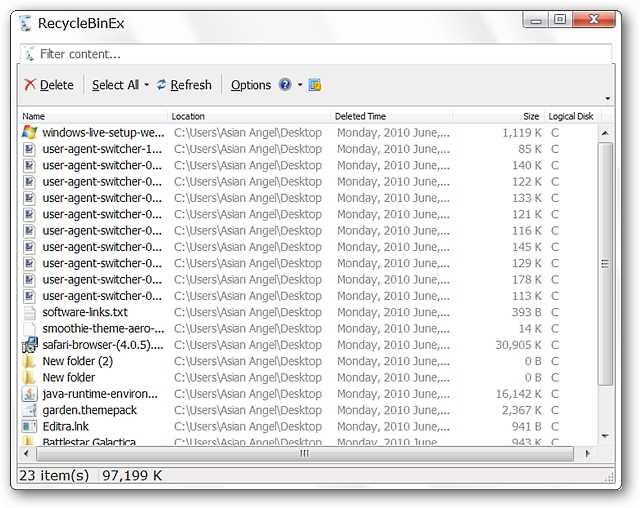 RecycleBinEx
Filter content...
Delete Select All Refresh Options
Name Location Deleted Time Size Logical Disk
windows-live-setup-we... C:\Users\Asian Angel\Desktop Monday, 2010 June,... 1,119 K C
user-agent-switcher-1... C:\Users\Asian Angel\Desktop Monday, 2010 June,... 85 K C
user-agent-switcher-0... C:\Users\Asian Angel\Desktop Monday, 2010 June,... 140 K C
user-agent-switcher-0... C:\Users\Asian Angel\Desktop Monday, 2010 June,... 122 K C
user-agent-switcher-0... C:\Users\Asian Angel\Desktop Monday, 2010 June,... 133 K C
user-agent-switcher-0... C:\Users\Asian Angel\Desktop Monday, 2010 June,... 121 K C
user-agent-switcher-0... C:\Users\Asian Angel\Desktop Monday, 2010 June,... 116 K C
user-agent-switcher-0... C:\Users\Asian Angel\Desktop Monday, 2010 June,... 145 K C
user-agent-switcher-0... C:\Users\Asian Angel\Desktop Monday, 2010 June,... 129 K C
user-agent-switcher-0... C:\Users\Asian Angel\Desktop Monday, 2010 June,... 178 K C
user-agent-switcher-0... C:\Users\Asian Angel\Desktop Monday, 2010 June,... 113 K C
software-links.txt C:\Users\Asian Angel\Desktop Monday, 2010 June,... 393 B C
smoothie-theme-aero-... C:\Users\Asian Angel\Desktop Monday, 2010 June,... 14 K C
safari-browser-(4.0.5).... C:\Users\Asian Angel\Desktop Monday, 2010 June,... 30,905 K C
New folder (2) C:\Users\Asian Angel\Desktop Monday, 2010 June,... 0 B C
New folder C:\Users\Asian Angel\Desktop Monday, 2010 June,... 0 B C
java-runtime-environ... C:\Users\Asian Angel\Desktop Monday, 2010 June,... 16,142 K C
garden.themepack C:\Users\Asian Angel\Desktop Monday, 2010 June,... 2,367 K C
Editra.lnk C:\Users\Asian Angel\Desktop Monday, 2010 June,... 941 B C
Battlestar Galactica C:\Users\Asian Angel\Desktop Monday, 2010 June,... 943 K C
23 item(s) 97,199 K